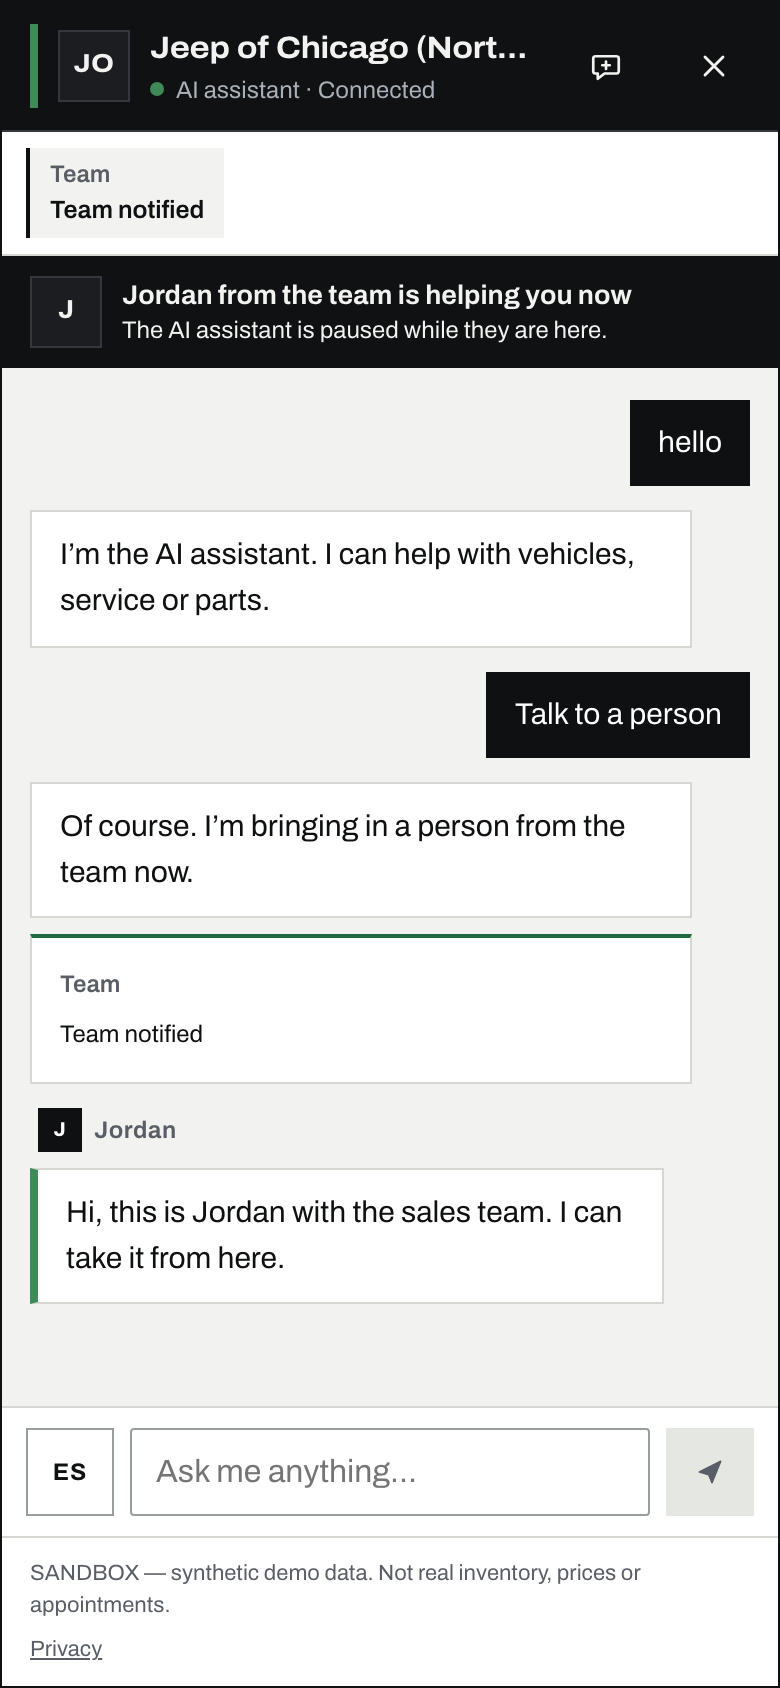 JO
Jeep of Chicago (Nort...
AI assistant · Connected
Team
Team notified
J
Jordan from the team is helping you now
The AI assistant is paused while they are here.
hello
I’m the AI assistant. I can help with vehicles,
service or parts.
Talk to a person
Of course. I’m bringing in a person from the
team now.
Team
Team notified
J
Jordan
Hi, this is Jordan with the sales team. I can
take it from here.
ES
Ask me anything...
SANDBOX — synthetic demo data. Not real inventory, prices or
appointments.
Privacy